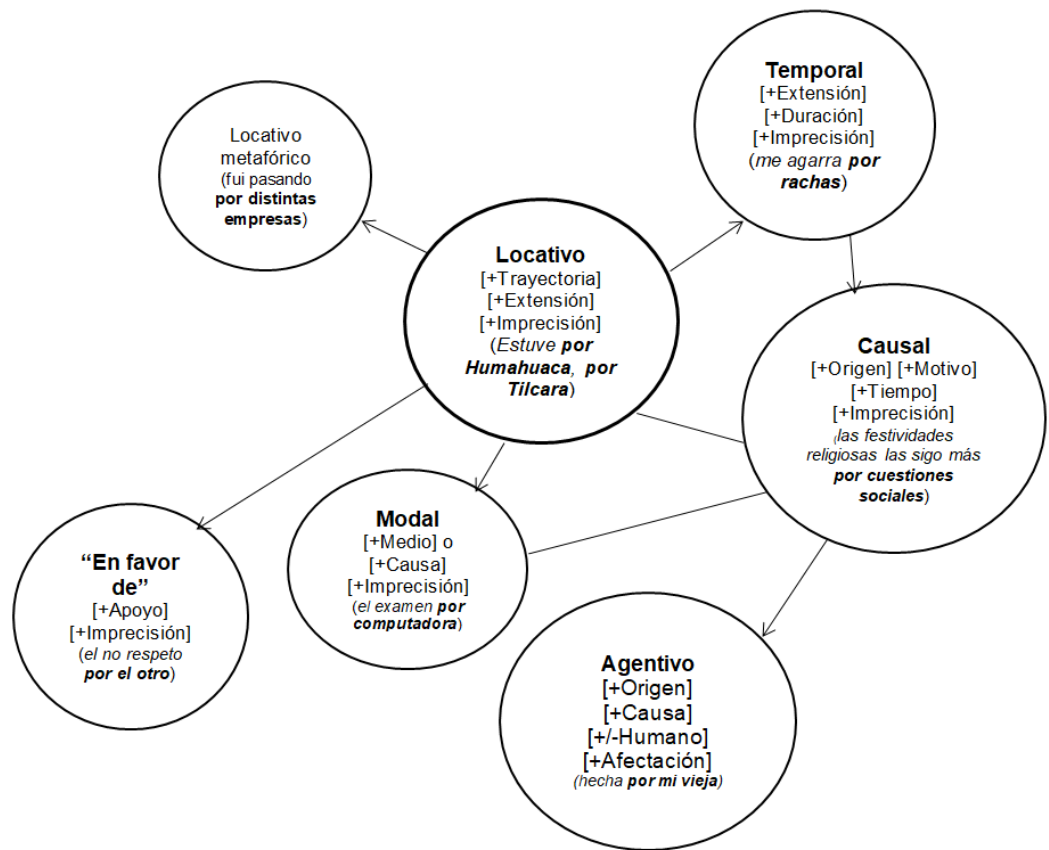 Temporal
[+Extensión]
[+Duración]
[+Imprecisión]
(me agarra por
rachas)
Locativo
metafórico
(fui pasando
por distintas
empresas)
Locativo
[+Trayectoria]
[+Extensión]
[+Imprecisión]
(Estuve por
Humahuaca, por
Tilcara)
Causal
[+Origen] [+Motivo]
[+Tiempo]
[+Imprecisión]
(las festividades
religiosas las sigo más
por cuestiones
sociales)
Modal
[+Medio] o
[+Causa]
[+Imprecisión]
(el examen por
computadora)
“En favor
de”
[+Apoyo]
[+Imprecisión]
(el no respeto
por el otro)
Agentivo
[+Origen]
[+Causa]
[+/-Humano]
[+Afectación]
(hecha por mi vieja)